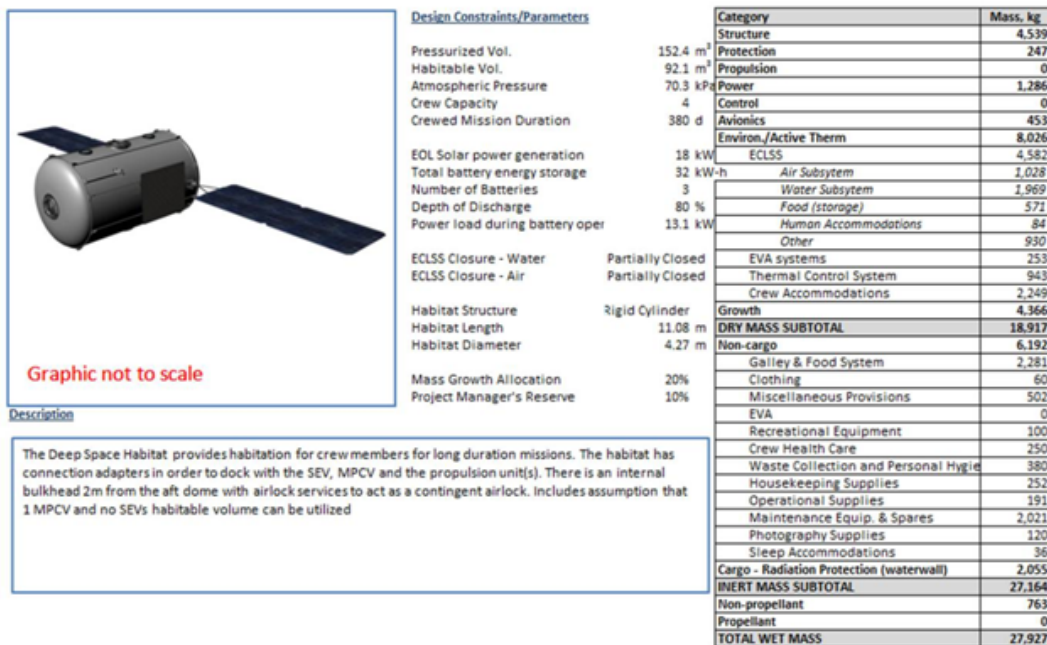 Design Constraints/Parameters
Pressurized Vol. 152.4 m³
Habitable Vol. 92.1 m³
Atmospheric Pressure 70.3 kPa
Crew Capacity 4
Crewed Mission Duration 380 d
EOL Solar power generation 18 kW
Total battery energy storage 32 kW-h
Number of Batteries 3
Depth of Discharge 80 %
Power load during battery oper 13.1 kW
ECLSS Closure - Water Partially Closed
ECLSS Closure - Air Partially Closed
Habitat Structure Rigid Cylinder
Habitat Length 11.08 m
Habitat Diameter 4.27 m
Mass Growth Allocation 20%
Project Manager's Reserve 10%
Graphic not to scale
Description
The Deep Space Habitat provides habitation for crew members for long duration missions. The habitat has
connection adapters in order to dock with the SEV, MPCV and the propulsion unit(s). There is an internal
bulkhead 2m from the aft dome with airlock services to act as a contingent airlock. Includes assumption that
1 MPCV and no SEVs habitable volume can be utilized
Category Mass, kg
Structure 4,539
Protection 247
Propulsion 0
Power 1,286
Control 0
Avionics 453
Environ./Active Therm 8,026
ECLSS 4,582
Air Subsytem 1,028
Water Subsytem 1,969
Food (storage) 571
Human Accommodations 84
Other 930
EVA systems 253
Thermal Control System 943
Crew Accommodations 2,249
Growth 4,366
DRY MASS SUBTOTAL 18,917
Non-cargo 6,192
Galley & Food System 2,281
Clothing 60
Miscellaneous Provisions 502
EVA 0
Recreational Equipment 100
Crew Health Care 250
Waste Collection and Personal Hygie 380
Housekeeping Supplies 252
Operational Supplies 191
Maintenance Equip. & Spares 2,021
Photography Supplies 120
Sleep Accommodations 36
Cargo - Radiation Protection (waterwall) 2,055
INERT MASS SUBTOTAL 27,164
Non-propellant 763
Propellant 0
TOTAL WET MASS 27,927